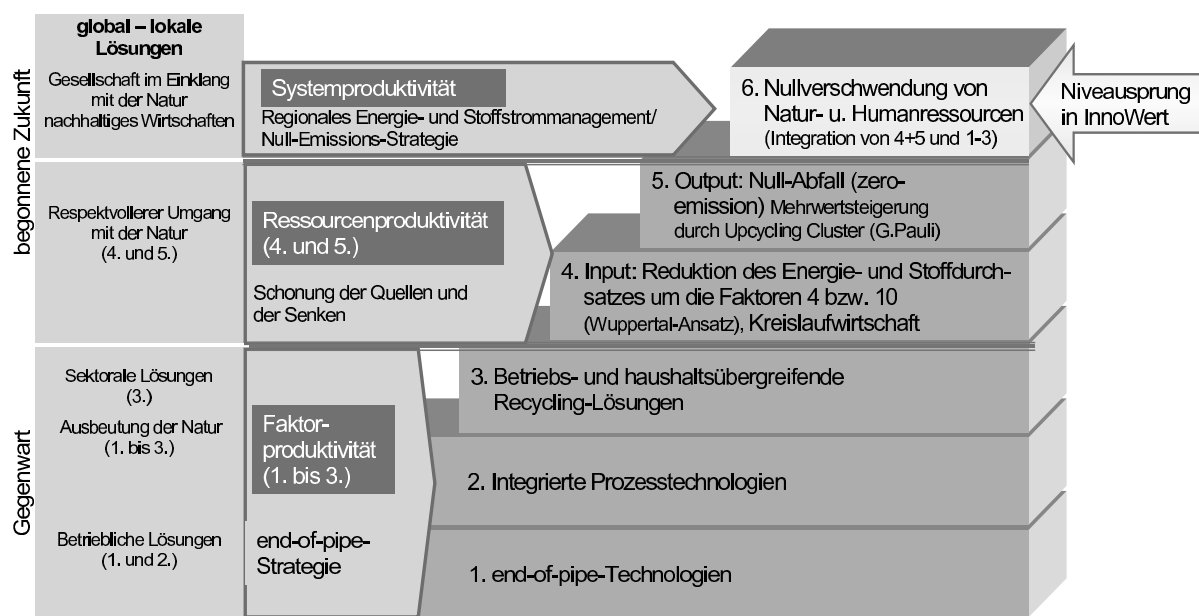 global – lokale
Lösungen
Gesellschaft im Einklang
mit der Natur
nachhaltiges Wirtschaften
begonnene Zukunft
Systemproduktivität
Regionales Energie- und Stoffstrommanagement/
Null-Emissions-Strategie
6. Nullverschwendung von
Natur- u. Humanressourcen
(Integration von 4+5 und 1-3)
Niveausprung
in InnoWert
Respektvollerer Umgang
mit der Natur
(4. und 5.)
Ressourcenproduktivität
(4. und 5.)
Schonung der Quellen und
der Senken
5. Output: Null-Abfall (zero-
emission) Mehrwertsteigerung
durch Upcycling Cluster (G.Pauli)
4. Input: Reduktion des Energie- und Stoffdurch-
satzes um die Faktoren 4 bzw. 10
(Wuppertal-Ansatz), Kreislaufwirtschaft
Gegenwart
Sektorale Lösungen
(3.)
Ausbeutung der Natur
(1. bis 3.)
Betriebliche Lösungen
(1. und 2.)
Faktor-
produktivität
(1. bis 3.)
end-of-pipe-
Strategie
3. Betriebs- und haushaltsübergreifende
Recycling-Lösungen
2. Integrierte Prozesstechnologien
1. end-of-pipe-Technologien